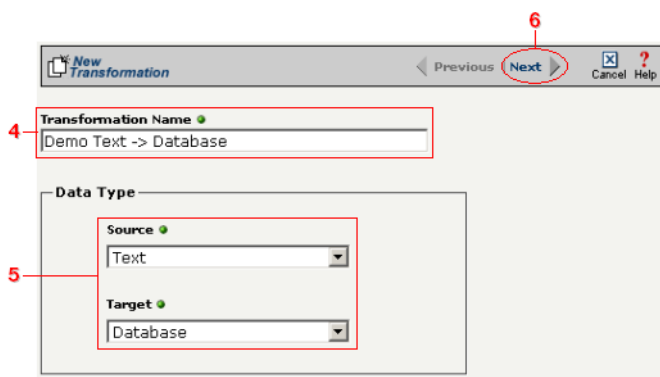 6
New
Transformation
Previous Next Cancel Help
4
Transformation Name
Demo Text -> Database
Data Type
Source
Text
5
Target
Database